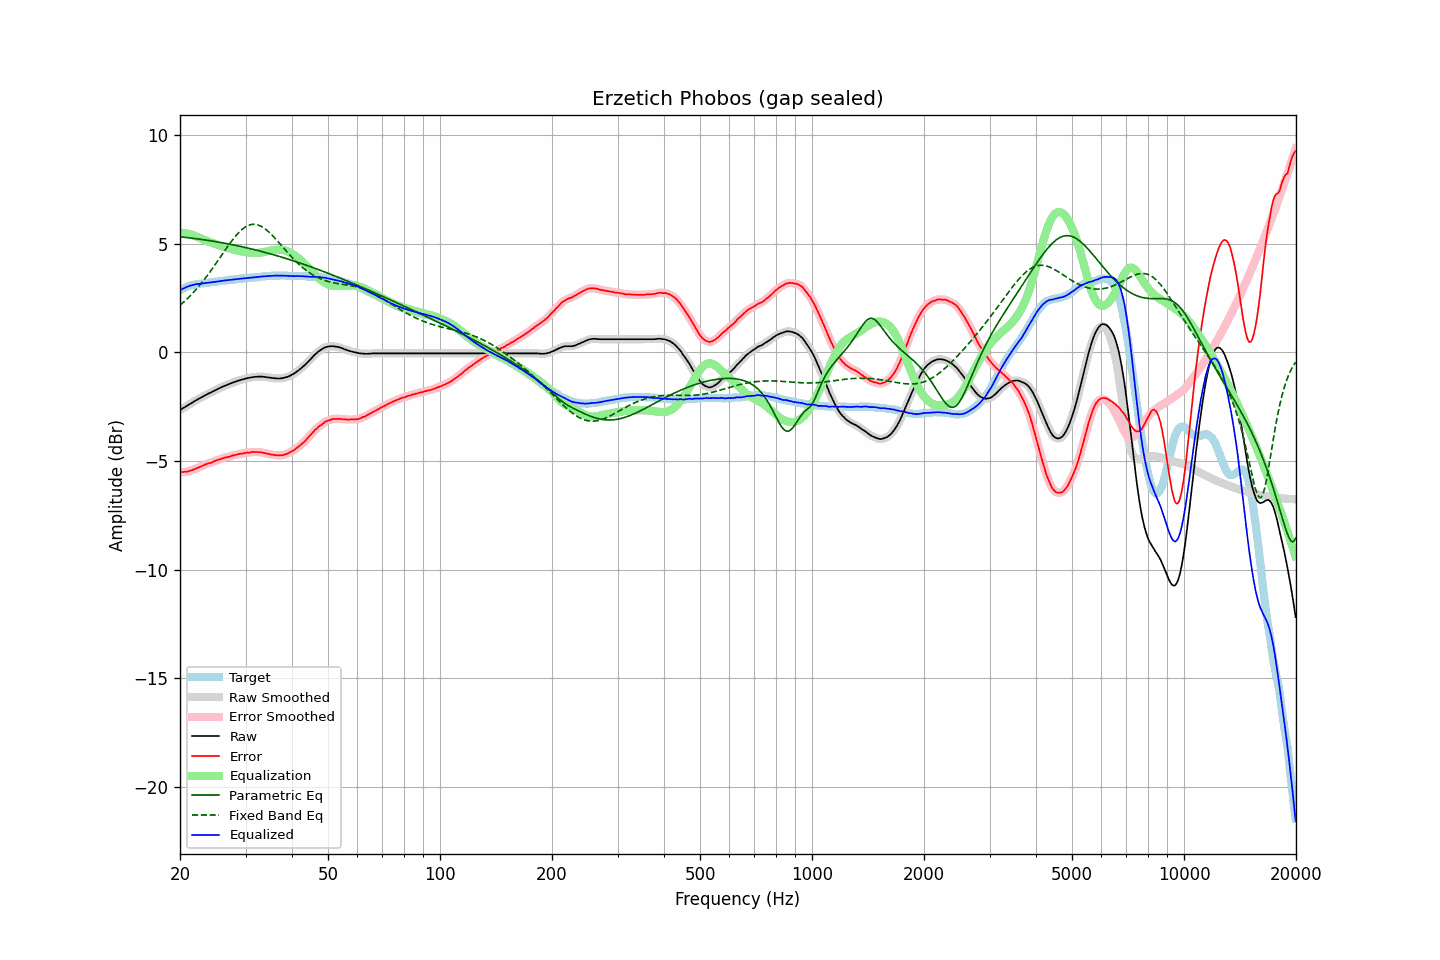 Erzetich Phobos (gap sealed)
Amplitude (dBr)
10
5
0
−5
−10
−15
−20
Target
Raw Smoothed
Error Smoothed
Raw
Error
Equalization
Parametric Eq
Fixed Band Eq
Equalized
20 50 100 200 500 1000 2000 5000 10000 20000
Frequency (Hz)